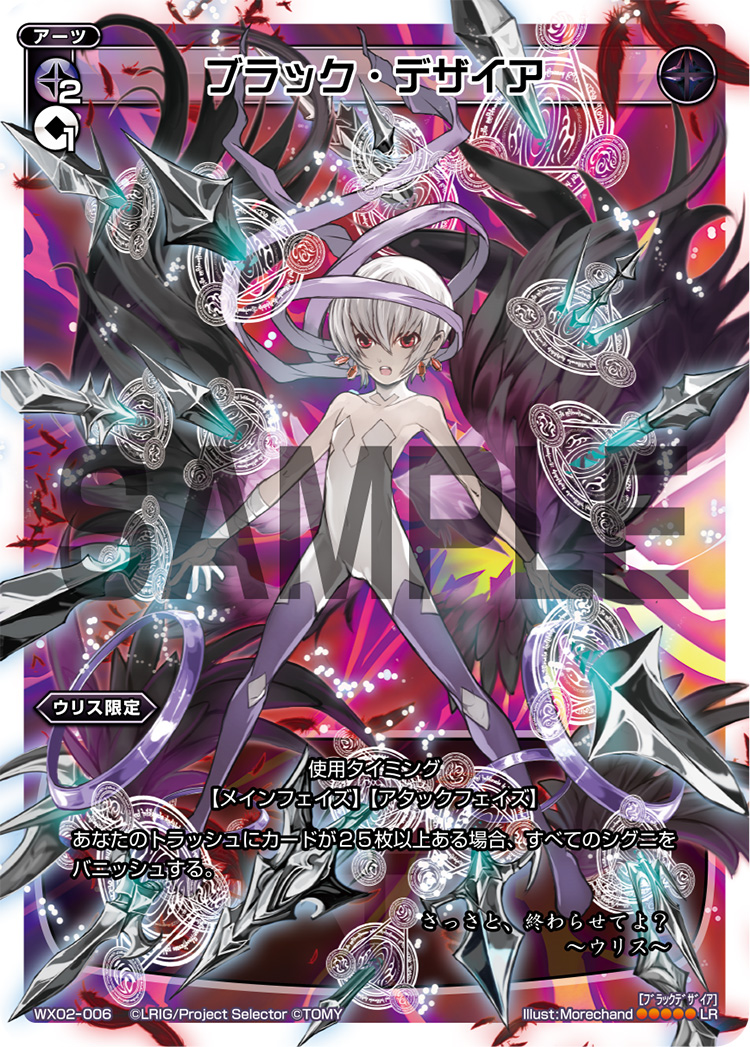 アーツ
ブラック・デザイア
2
1
SAMPLE
ウリス限定
使用タイミング
【メインフェイズ】【アタックフェイズ】
あなたのトラッシュにカードが25枚以上ある場合、すべてのシグニを
バニッシュする。
さっさと、終わらせてよ?
～ウリス～
[ブラックデザイア]
WX02-006 ©LRIG/Project Selector ©TOMY Illust:Morechand LR